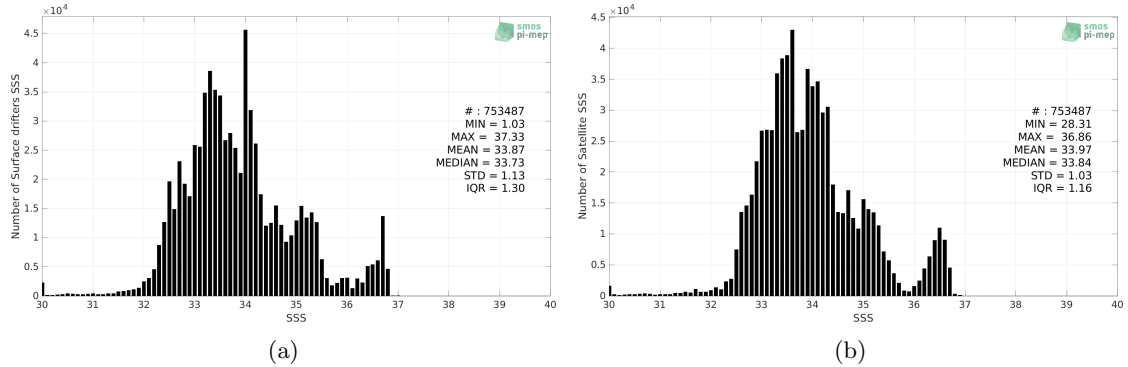 ×10⁴
4.5
4
3.5
3
2.5
2
1.5
1
0.5
0
Number of Surface drifters SSS
smos
pi-mep
# : 753487
MIN = 1.03
MAX = 37.33
MEAN = 33.87
MEDIAN = 33.73
STD = 1.13
IQR = 1.30
30 31 32 33 34 35 36 37 38 39 40
SSS
(a)
×10⁴
4.5
4
3.5
3
2.5
2
1.5
1
0.5
0
Number of Satellite SSS
smos
pi-mep
# : 753487
MIN = 28.31
MAX = 36.86
MEAN = 33.97
MEDIAN = 33.84
STD = 1.03
IQR = 1.16
30 31 32 33 34 35 36 37 38 39 40
SSS
(b)